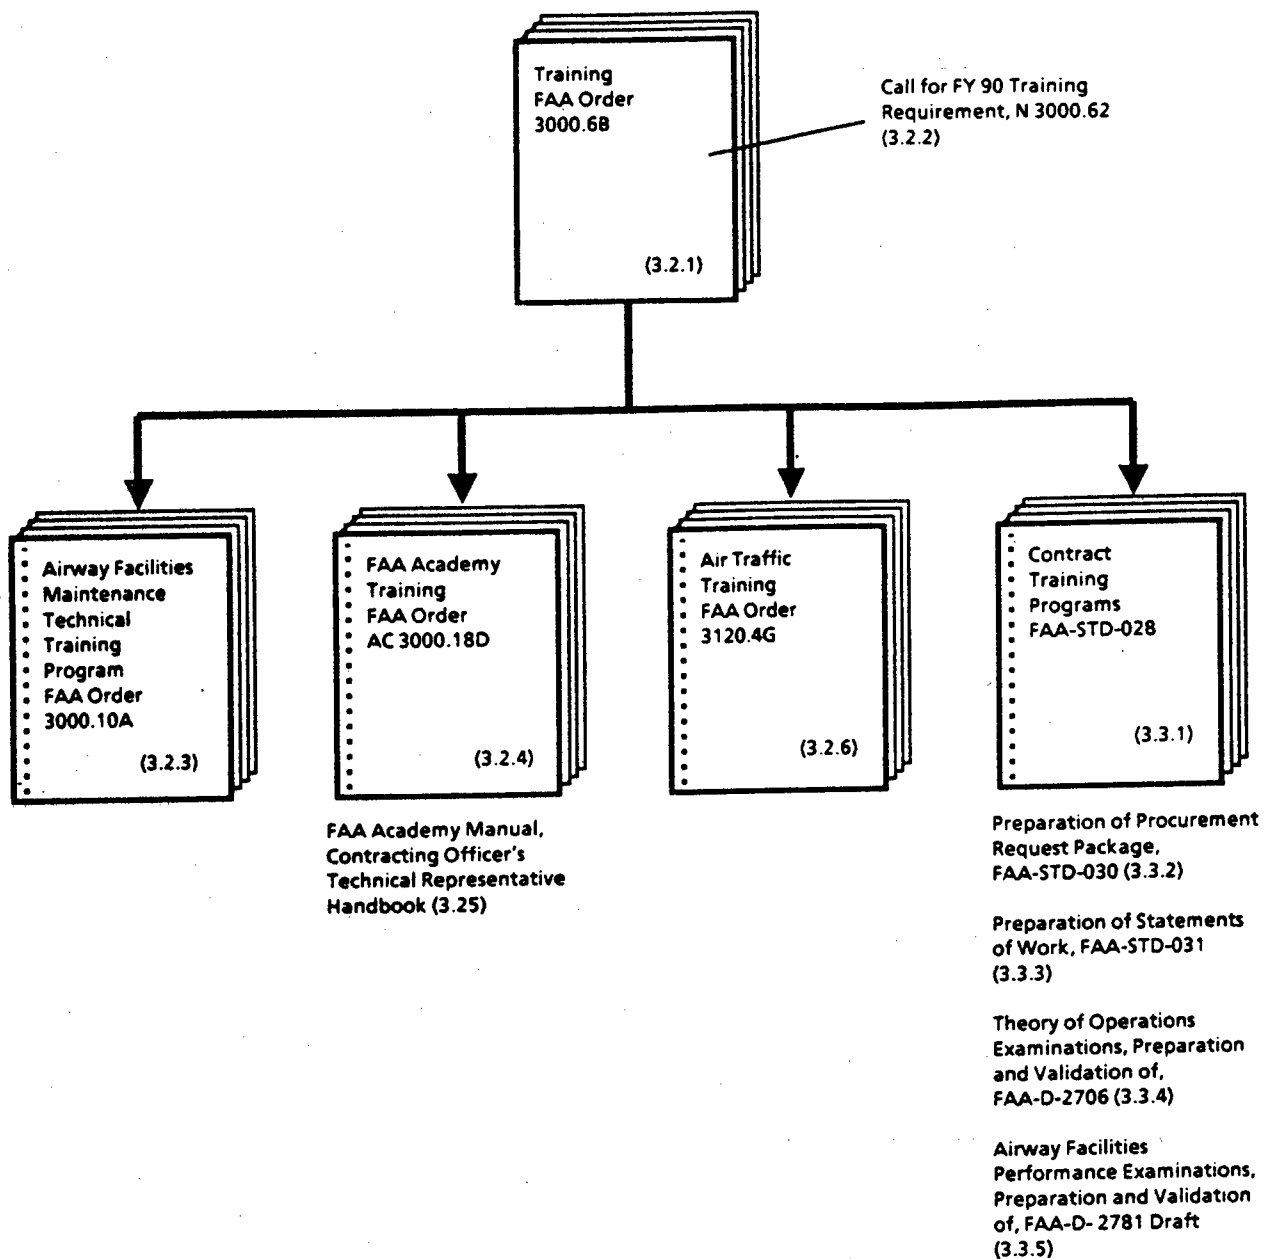 Training
FAA Order
3000.6B
(3.2.1)
Call for FY 90 Training
Requirement, N 3000.62
(3.2.2)
Airway Facilities
Maintenance
Technical
Training
Program
FAA Order
3000.10A
(3.2.3)
FAA Academy
Training
FAA Order
AC 3000.18D
(3.2.4)
FAA Academy Manual,
Contracting Officer's
Technical Representative
Handbook (3.25)
Air Traffic
Training
FAA Order
3120.4G
(3.2.6)
Contract
Training
Programs
FAA-STD-028
(3.3.1)
Preparation of Procurement
Request Package,
FAA-STD-030 (3.3.2)
Preparation of Statements
of Work, FAA-STD-031
(3.3.3)
Theory of Operations
Examinations, Preparation
and Validation of,
FAA-D-2706 (3.3.4)
Airway Facilities
Performance Examinations,
Preparation and Validation
of, FAA-D- 2781 Draft
(3.3.5)